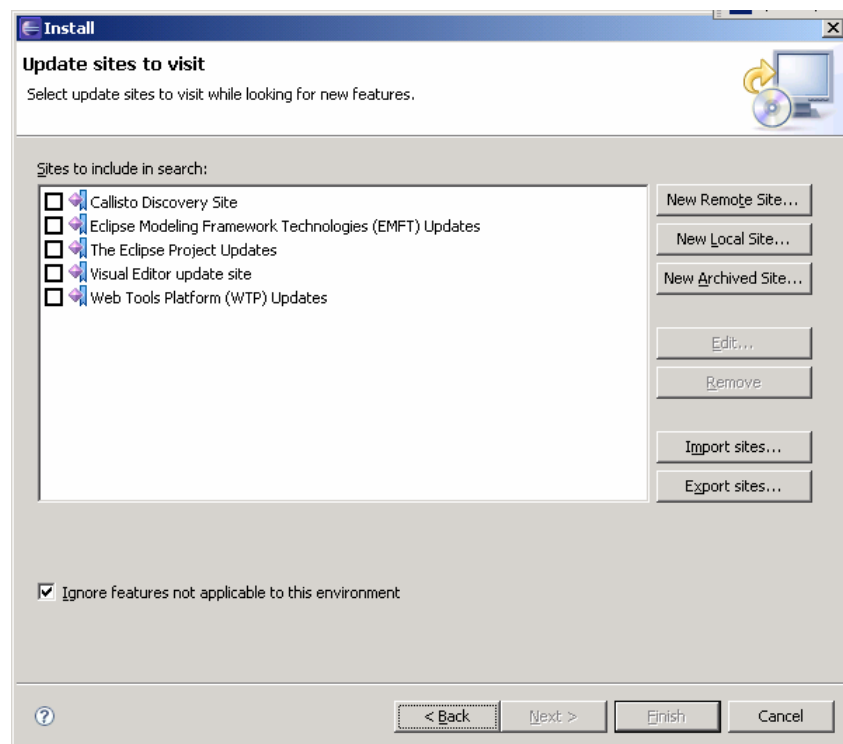 Install
Update sites to visit
Select update sites to visit while looking for new features.
Sites to include in search:
Callisto Discovery Site
Eclipse Modeling Framework Technologies (EMFT) Updates
The Eclipse Project Updates
Visual Editor update site
Web Tools Platform (WTP) Updates
New Remote Site...
New Local Site...
New Archived Site...
Edit...
Remove
Import sites...
Export sites...
Ignore features not applicable to this environment
?
< Back
Next >
Finish
Cancel